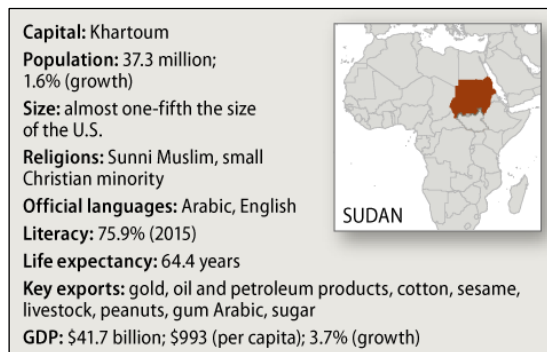 Capital: Khartoum
Population: 37.3 million;
1.6% (growth)
Size: almost one-fifth the size
of the U.S.
Religions: Sunni Muslim, small
Christian minority
Official languages: Arabic, English
Literacy: 75.9% (2015)
Life expectancy: 64.4 years
Key exports: gold, oil and petroleum products, cotton, sesame,
livestock, peanuts, gum Arabic, sugar
GDP: $41.7 billion; $993 (per capita); 3.7% (growth)
SUDAN